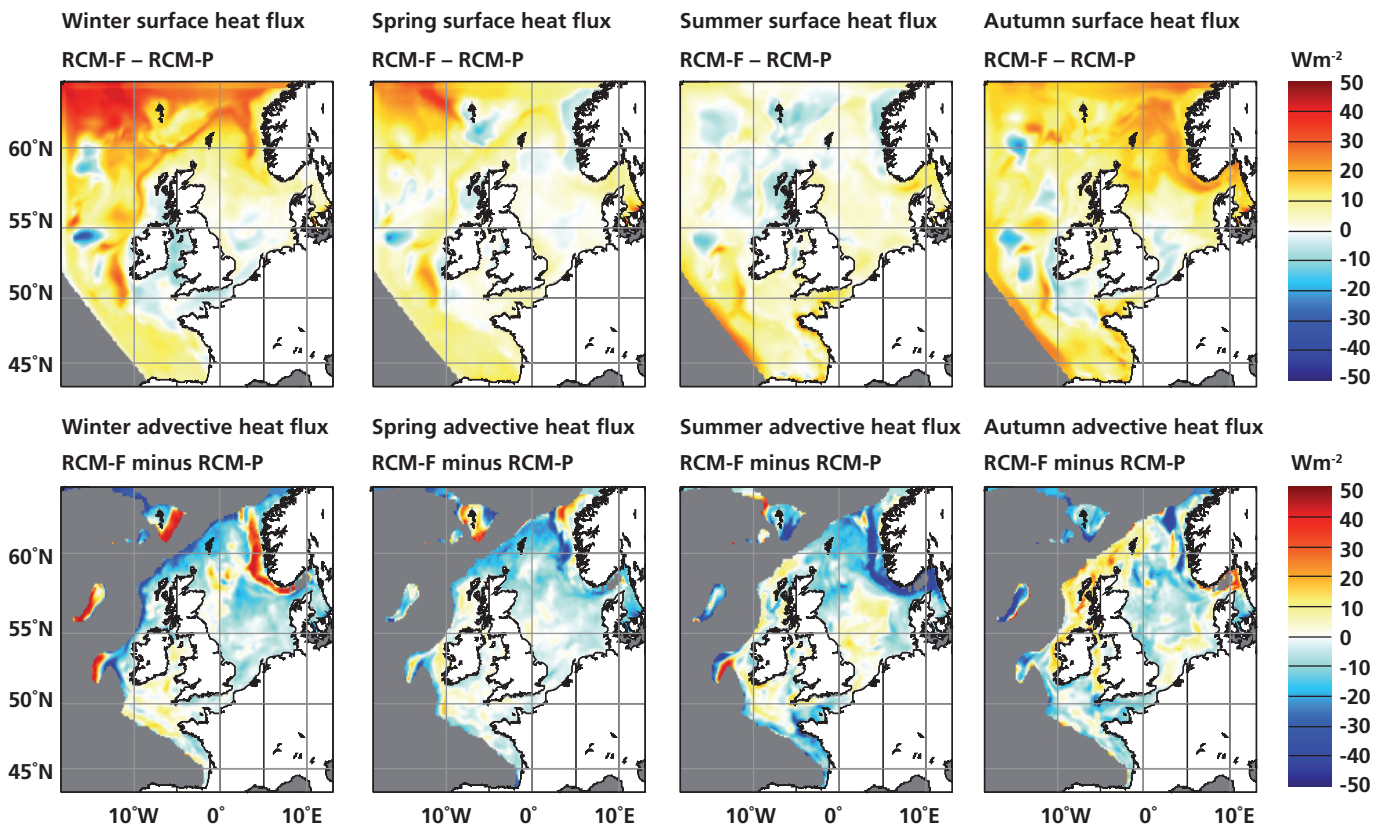 Winter surface heat flux
RCM-F – RCM-P
Spring surface heat flux
RCM-F – RCM-P
Summer surface heat flux
RCM-F – RCM-P
Autumn surface heat flux
RCM-F – RCM-P
Wm-2
60˚N
55˚N
50˚N
45˚N
50
40
30
20
10
0
-10
-20
-30
-40
-50
Winter advective heat flux
RCM-F minus RCM-P
Spring advective heat flux
RCM-F minus RCM-P
Summer advective heat flux
RCM-F minus RCM-P
Autumn advective heat flux
RCM-F minus RCM-P
Wm-2
60˚N
55˚N
50˚N
45˚N
50
40
30
20
10
0
-10
-20
-30
-40
-50
10˚W 0˚ 10˚E
10˚W 0˚ 10˚E
10˚W 0˚ 10˚E
10˚W 0˚ 10˚E